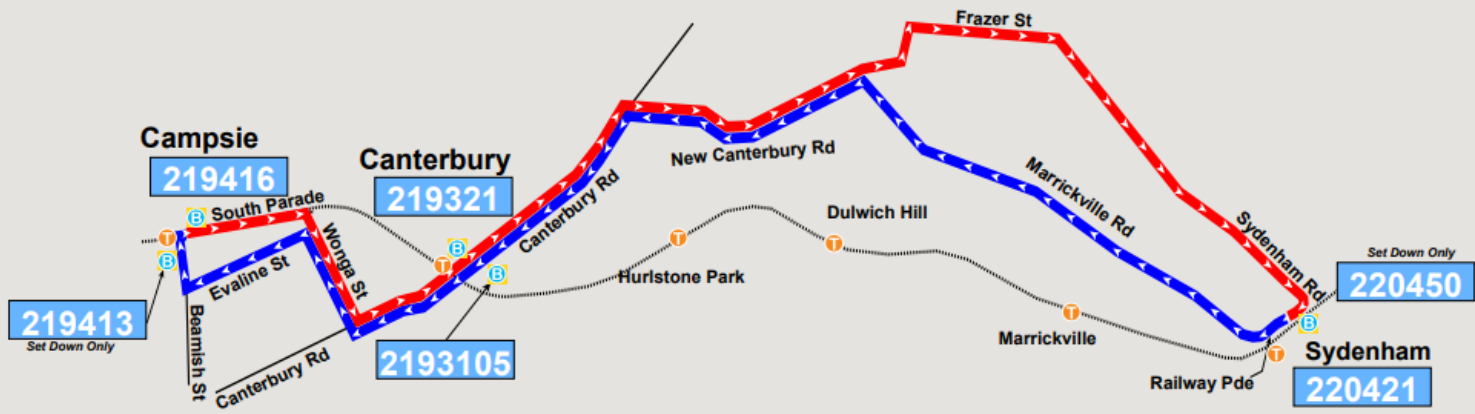 Frazer St
Campsie
219416
B
South Parade
T
B
219413
Set Down Only
Evaline St
Wonga St
Beamish St
Canterbury Rd
Canterbury
219321
B
T
B
2193105
Canterbury Rd
New Canterbury Rd
T
Hurlstone Park
Dulwich Hill
T
Marrickville Rd
T
Marrickville
Sydenham Rd
Set Down Only
220450
B
T
Railway Pde
Sydenham
220421